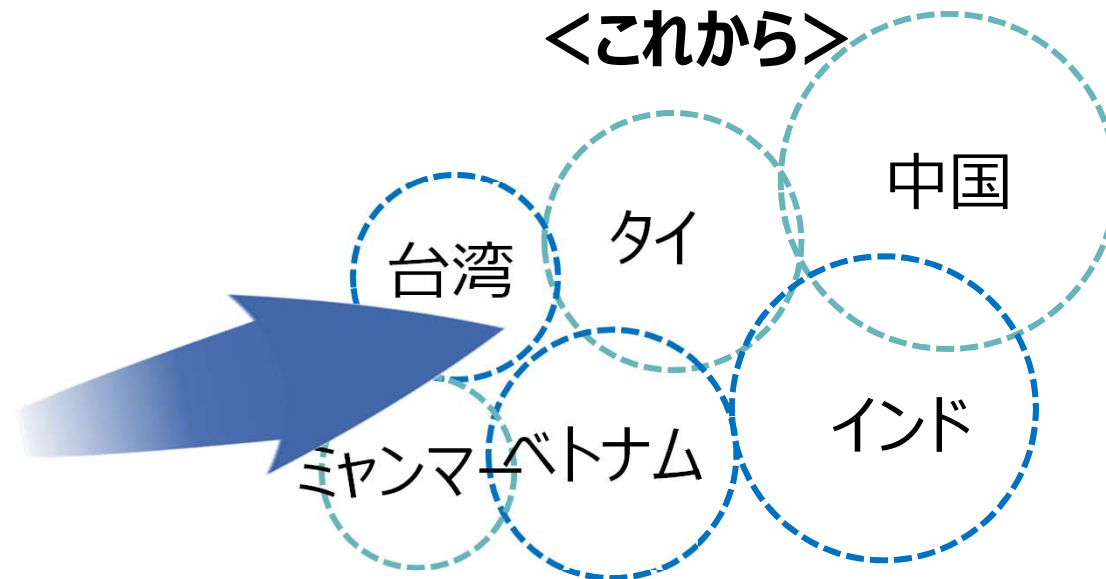 ＜これから＞
中国
タイ
台湾
インド
ベトナム
ミャンマー